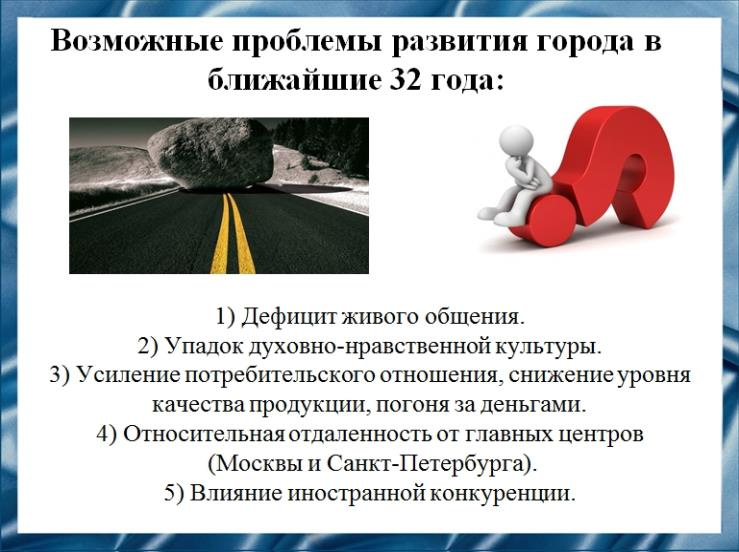 Возможные проблемы развития города в
ближайшие 32 года:
1) Дефицит живого общения.
2) Упадок духовно-нравственной культуры.
3) Усиление потребительского отношения, снижение уровня
качества продукции, погоня за деньгами.
4) Относительная отдаленность от главных центров
(Москвы и Санкт-Петербурга).
5) Влияние иностранной конкуренции.